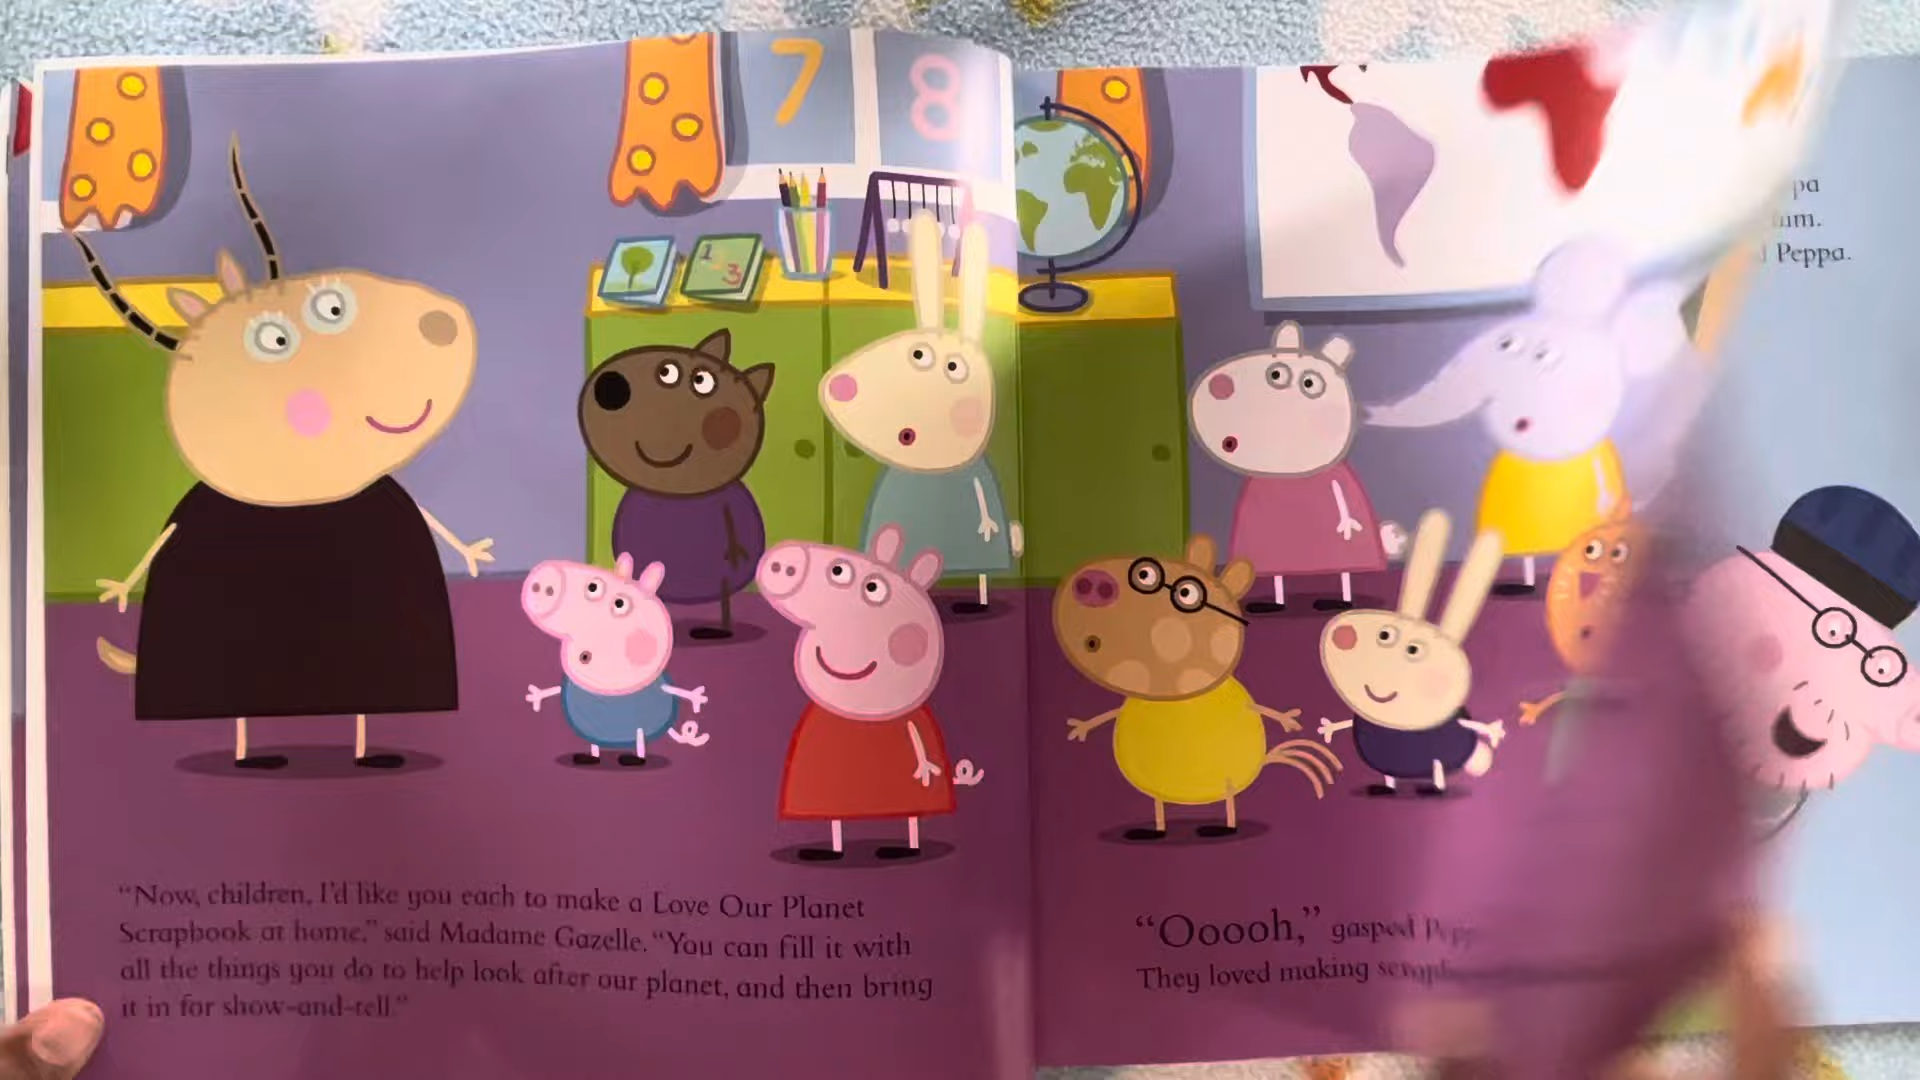 7
8
1
3
"Now, children, I'd like you each to make a Love Our Planet
Scrapbook at home," said Madame Gazelle. "You can fill it with
all the things you do to help look after our planet, and then bring
it in for show-and-tell."
"Ooooh," gasped
They loved making
Peppa.